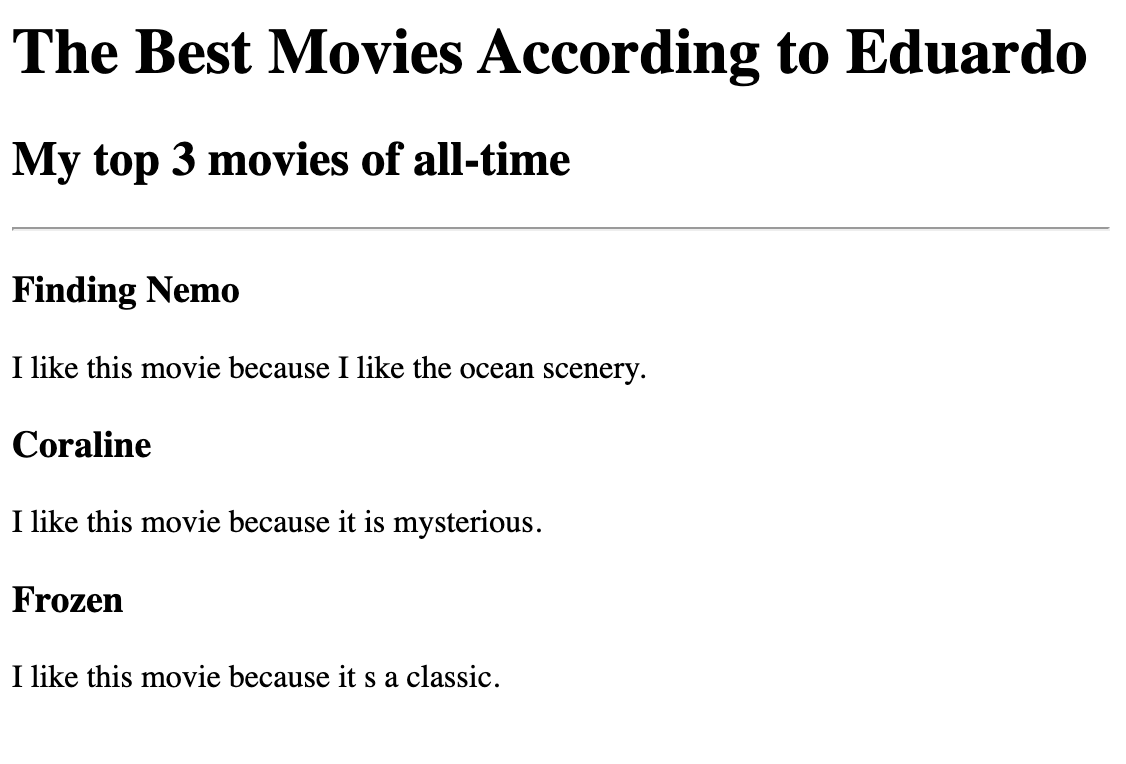 The Best Movies According to Eduardo
My top 3 movies of all-time
Finding Nemo
I like this movie because I like the ocean scenery.
Coraline
I like this movie because it is mysterious.
Frozen
I like this movie because it s a classic.